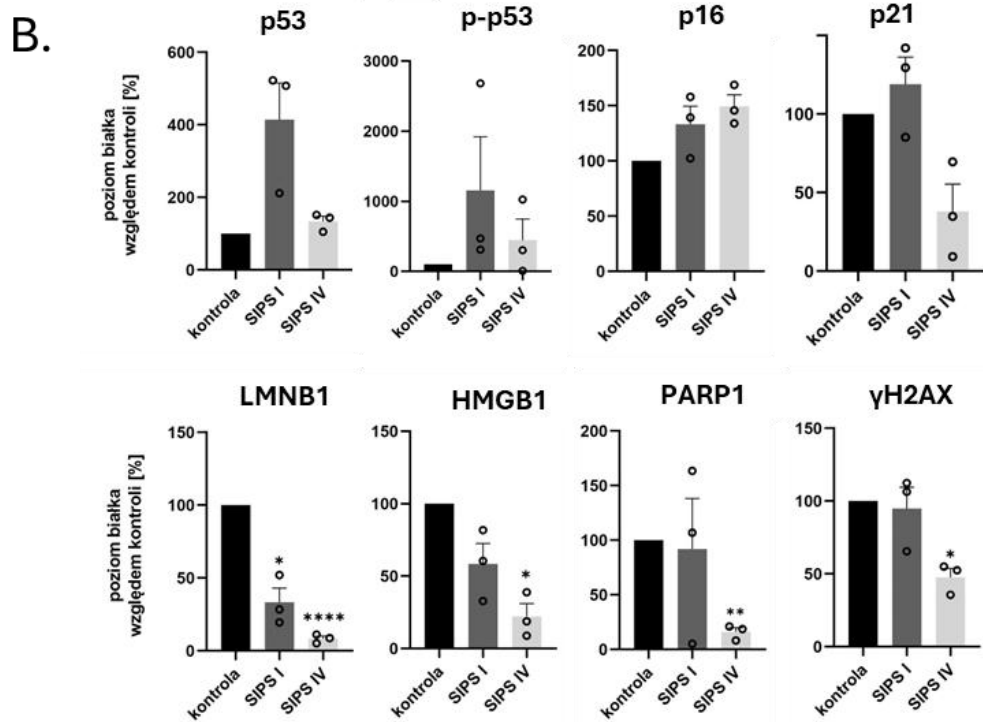 B.
p53
p-p53
p16
p21
poziom białka
względem kontroli [%]
600
400
200
0
kontrola
SIPS I
SIPS IV
3000
2000
1000
0
kontrola
SIPS I
SIPS IV
200
150
100
50
0
kontrola
SIPS I
SIPS IV
100
50
0
kontrola
SIPS I
SIPS IV
LMNB1
HMGB1
PARP1
γH2AX
poziom białka
względem kontroli [%]
150
100
50
0
*
****
kontrola
SIPS I
SIPS IV
150
100
50
0
*
kontrola
SIPS I
SIPS IV
200
150
100
50
0
**
kontrola
SIPS I
SIPS IV
150
100
50
0
*
kontrola
SIPS I
SIPS IV